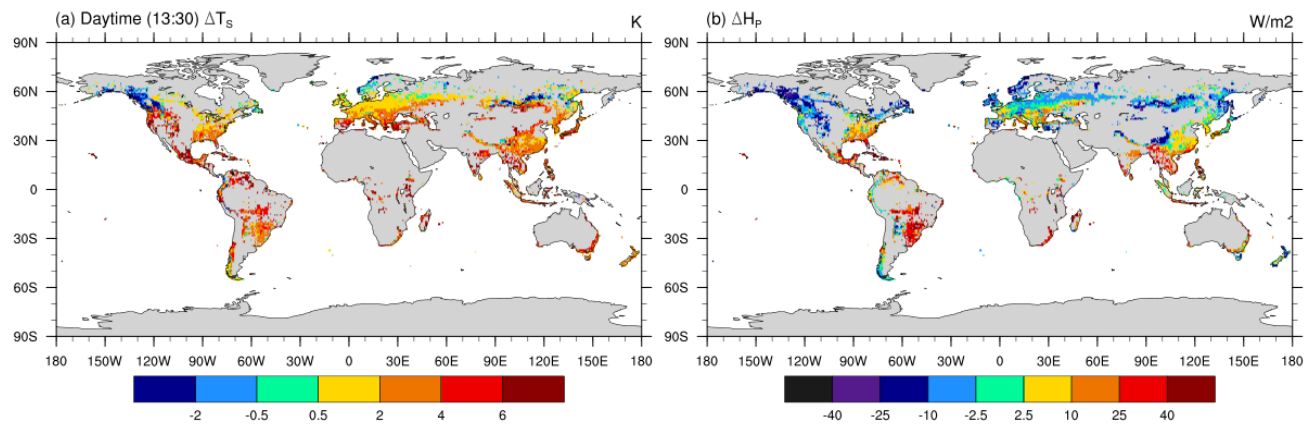 (a) Daytime (13:30) ΔTS K
90N
60N
30N
0
30S
60S
90S
180 150W 120W 90W 60W 30W 0 30E 60E 90E 120E 150E 180
-2 -0.5 0.5 2 4 6
(b) ΔHP W/m2
90N
60N
30N
0
30S
60S
90S
180 150W 120W 90W 60W 30W 0 30E 60E 90E 120E 150E 180
-40 -25 -10 -2.5 2.5 10 25 40